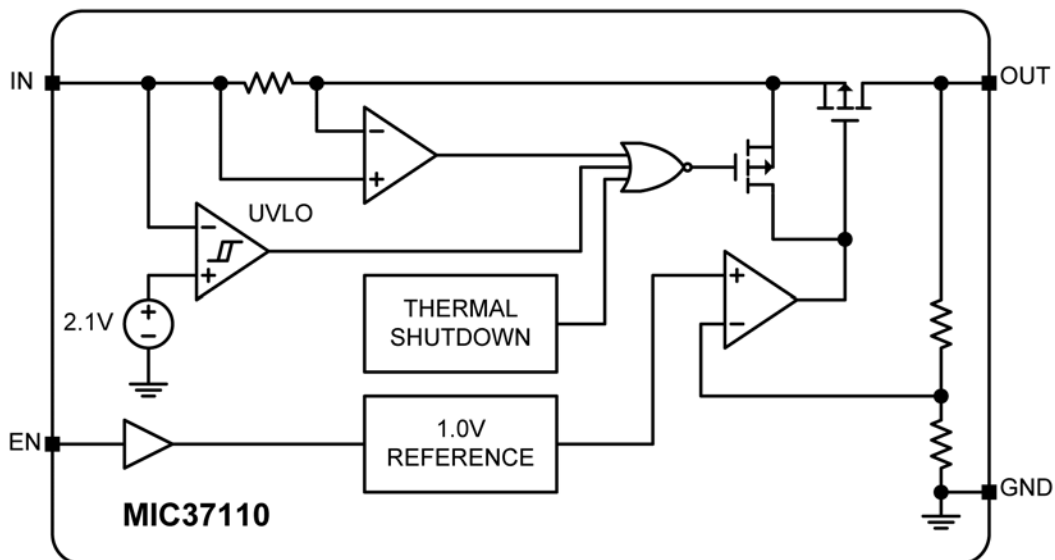 IN
OUT
UVLO
2.1V
THERMAL
SHUTDOWN
EN
1.0V
REFERENCE
GND
MIC37110